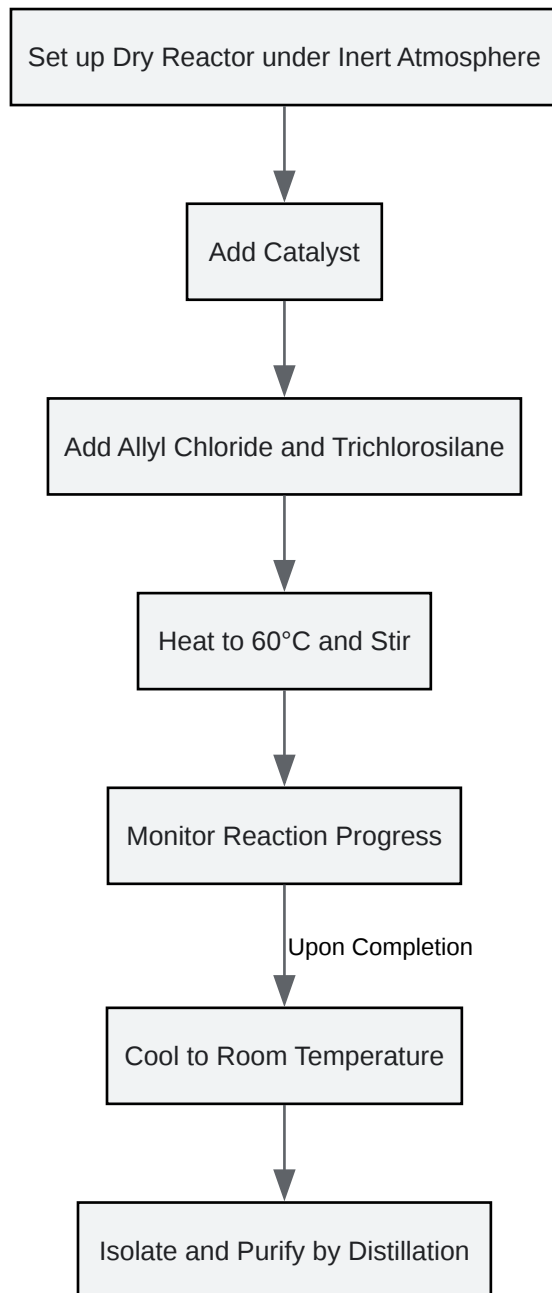 Set up Dry Reactor under Inert Atmosphere
Add Catalyst
Add Allyl Chloride and Trichlorosilane
Heat to 60°C and Stir
Monitor Reaction Progress
Upon Completion
Cool to Room Temperature
Isolate and Purify by Distillation